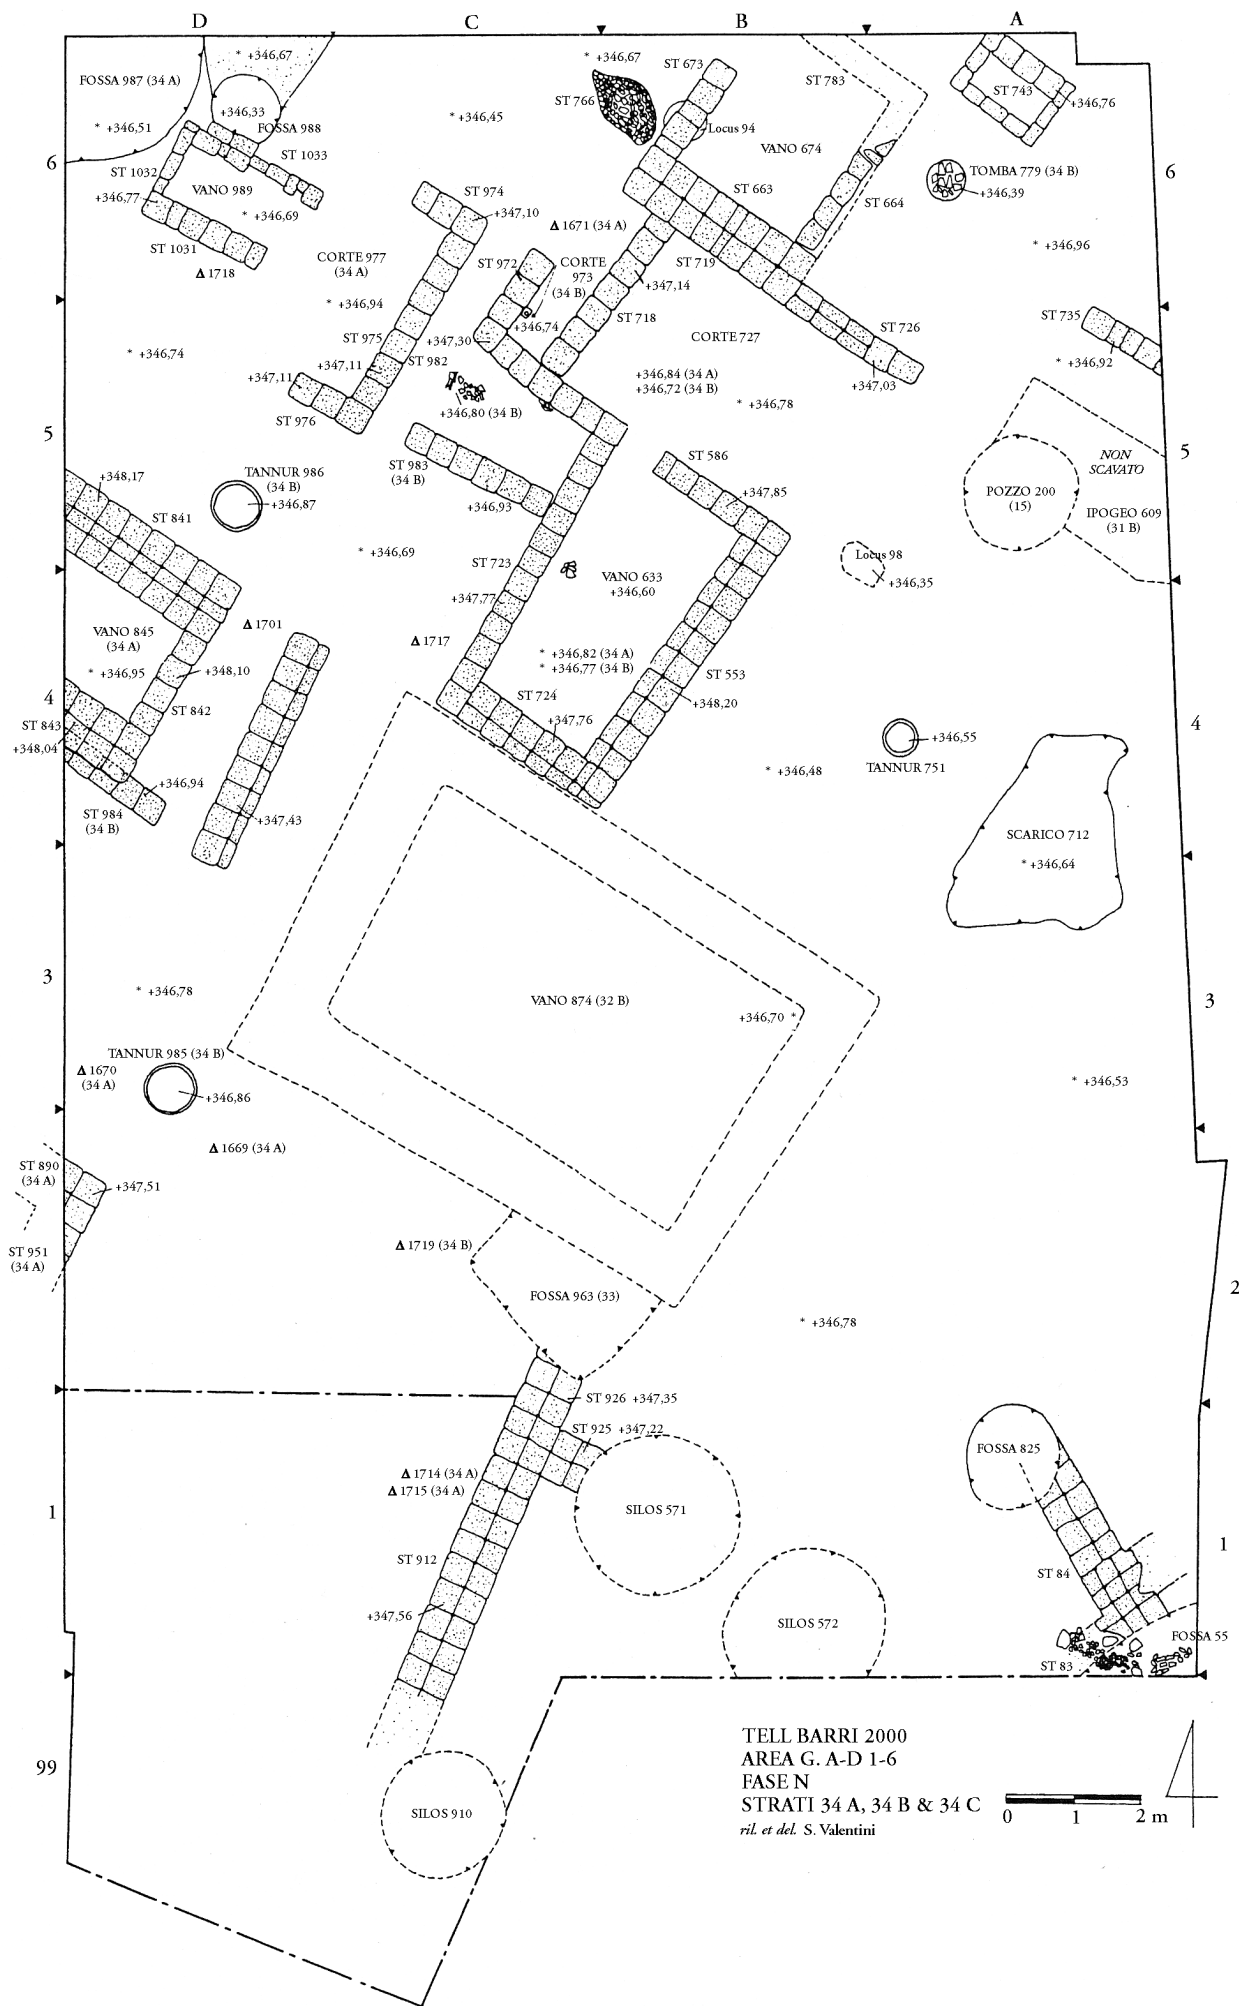 D
C
B
A
* +346,67
* +346,67
ST 673
FOSSA 987 (34 A)
ST 783
ST 743
+346,76
ST 766
+346,33
* +346,45
* +346,51
FOSSA 988
Locus 94
VANO 674
6
ST 1033
6
ST 1032
TOMBA 779 (34 B)
VANO 989
ST 663
+346,39
+346,77
ST 974
ST 664
* +346,69
+347,10
Δ 1671 (34 A)
ST 1031
* +346,96
CORTE 977
(34 A)
ST 972
CORTE
973
(34 B)
ST 719
Δ 1718
+347,14
* +346,94
ST 735
ST 718
+346,74
ST 726
ST 975
CORTE 727
+347,30
* +346,74
ST 982
* +346,92
+347,11
+347,11
+346,84 (34 A)
+346,72 (34 B)
+347,03
* +346,78
+346,80 (34 B)
ST 976
5
5
ST 983
(34 B)
ST 586
NON
SCAVATO
TANNUR 986
(34 B)
+348,17
+347,85
POZZO 200
(15)
+346,87
+346,93
IPOGEO 609
(31 B)
ST 841
* +346,69
Locus 98
ST 723
VANO 633
+346,60
+346,35
+347,77
Δ 1701
VANO 845
(34 A)
Δ 1717
* +346,82 (34 A)
* +346,77 (34 B)
* +346,95
+348,10
ST 553
4
ST 724
+348,20
ST 842
4
ST 843
+347,76
+348,04
+346,55
TANNUR 751
* +346,48
+346,94
ST 984
(34 B)
+347,43
SCARICO 712
* +346,64
3
* +346,78
VANO 874 (32 B)
3
+346,70 *
TANNUR 985 (34 B)
Δ 1670
(34 A)
* +346,53
+346,86
Δ 1669 (34 A)
ST 890
(34 A)
+347,51
Δ 1719 (34 B)
ST 951
(34 A)
2
FOSSA 963 (33)
* +346,78
ST 926 +347,35
ST 925 +347,22
FOSSA 825
Δ 1714 (34 A)
Δ 1715 (34 A)
SILOS 571
1
1
ST 912
ST 84
+347,56
SILOS 572
FOSSA 55
ST 83
99
TELL BARRI 2000
AREA G. A-D 1-6
FASE N
STRATI 34 A, 34 B & 34 C
ril. et del. S. Valentini
0 1 2 m
SILOS 910